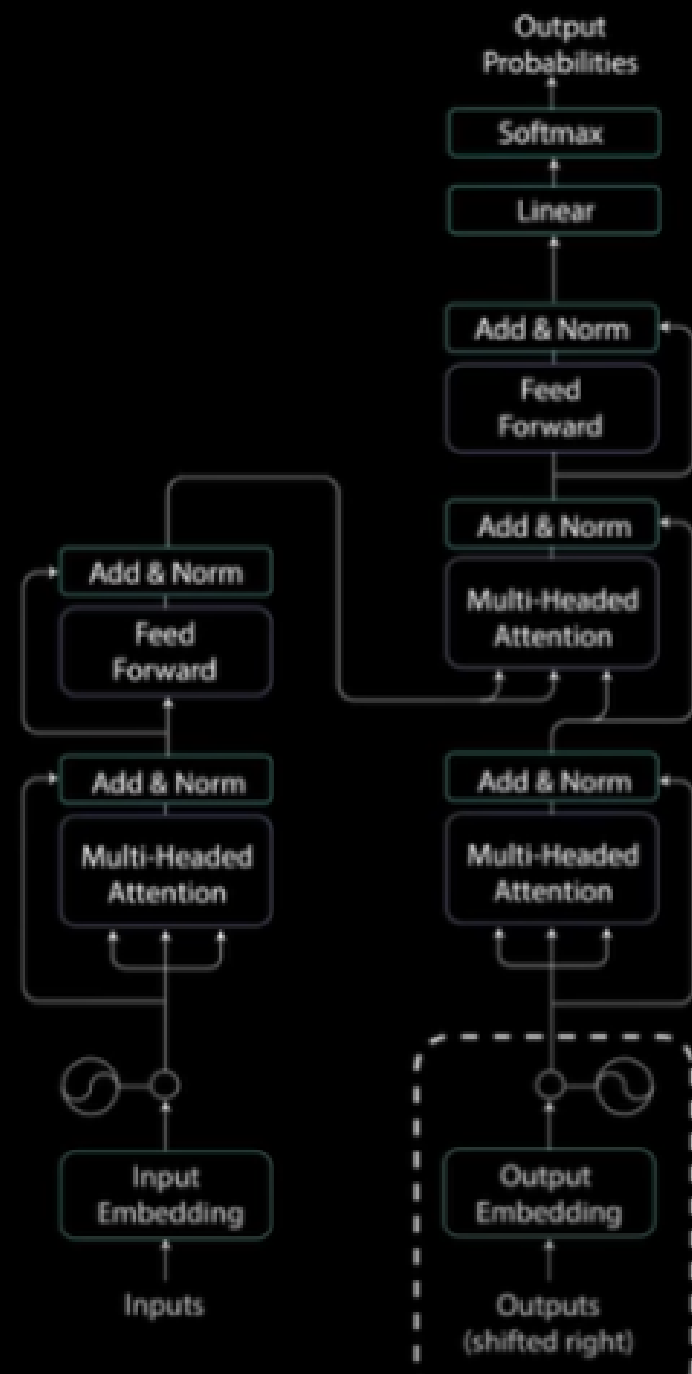 Output
Probabilities
Softmax
Linear
Add & Norm
Feed
Forward
Add & Norm
Multi-Headed
Attention
Add & Norm
Multi-Headed
Attention
Output
Embedding
Outputs
(shifted right)
Add & Norm
Feed
Forward
Add & Norm
Multi-Headed
Attention
Input
Embedding
Inputs